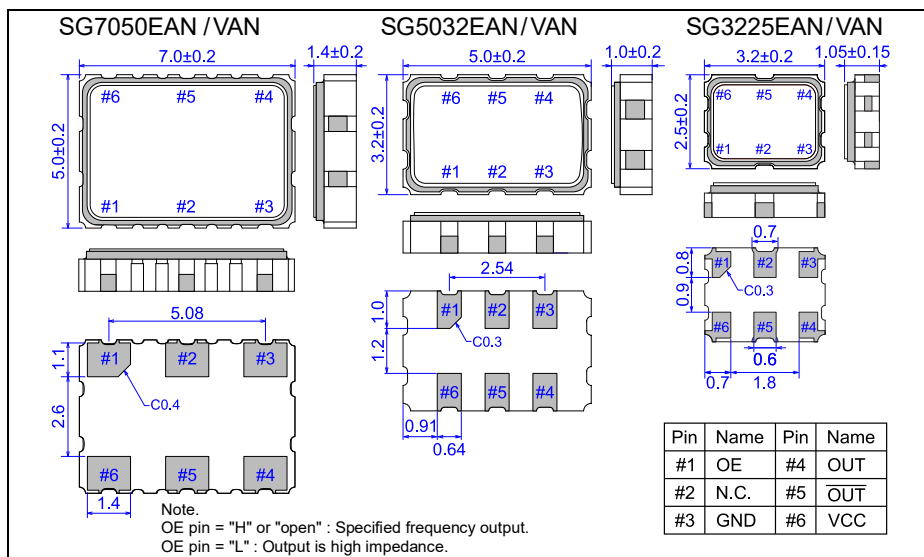 SG7050EAN /VAN
7.0±0.2
1.4±0.2
5.0±0.2
#6 #5 #4
#1 #2 #3
5.08
1.1
2.6
#1 #2 #3
C0.4
#6 #5 #4
1.4
SG5032EAN/VAN
5.0±0.2
1.0±0.2
3.2±0.2
#6 #5 #4
#1 #2 #3
2.54
1.0
1.2
#1 #2 #3
C0.3
#6 #5 #4
0.91
0.64
SG3225EAN/VAN
3.2±0.2
1.05±0.15
2.5±0.2
#6 #5 #4
#1 #2 #3
0.7
0.8
0.9
#1 #2 #3
C0.3
#6 #5 #4
0.6
0.7 1.8
Pin Name Pin Name
#1 OE #4 OUT
#2 N.C. #5 O̅U̅T̅
#3 GND #6 VCC
Note.
OE pin = "H" or "open" : Specified frequency output.
OE pin = "L" : Output is high impedance.